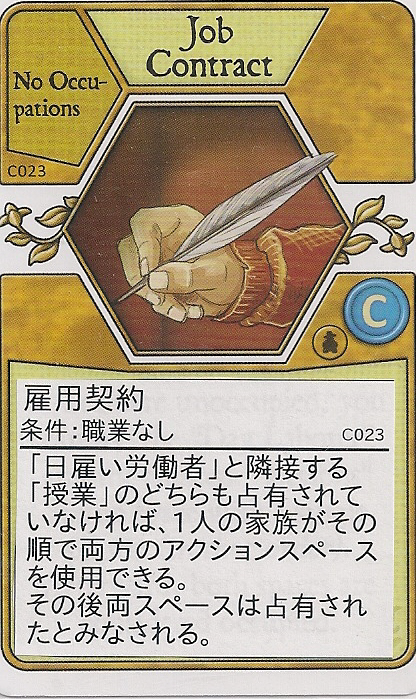 Job
Contract
No Occu-
pations
C023
C
雇用契約
条件:職業なし
C023
「日雇い労働者」と隣接する
「授業」のどちらも占有されて
いなければ、1人の家族がその
順で両方のアクションスペース
を使用できる。
その後両スペースは占有され
たとみなされる。